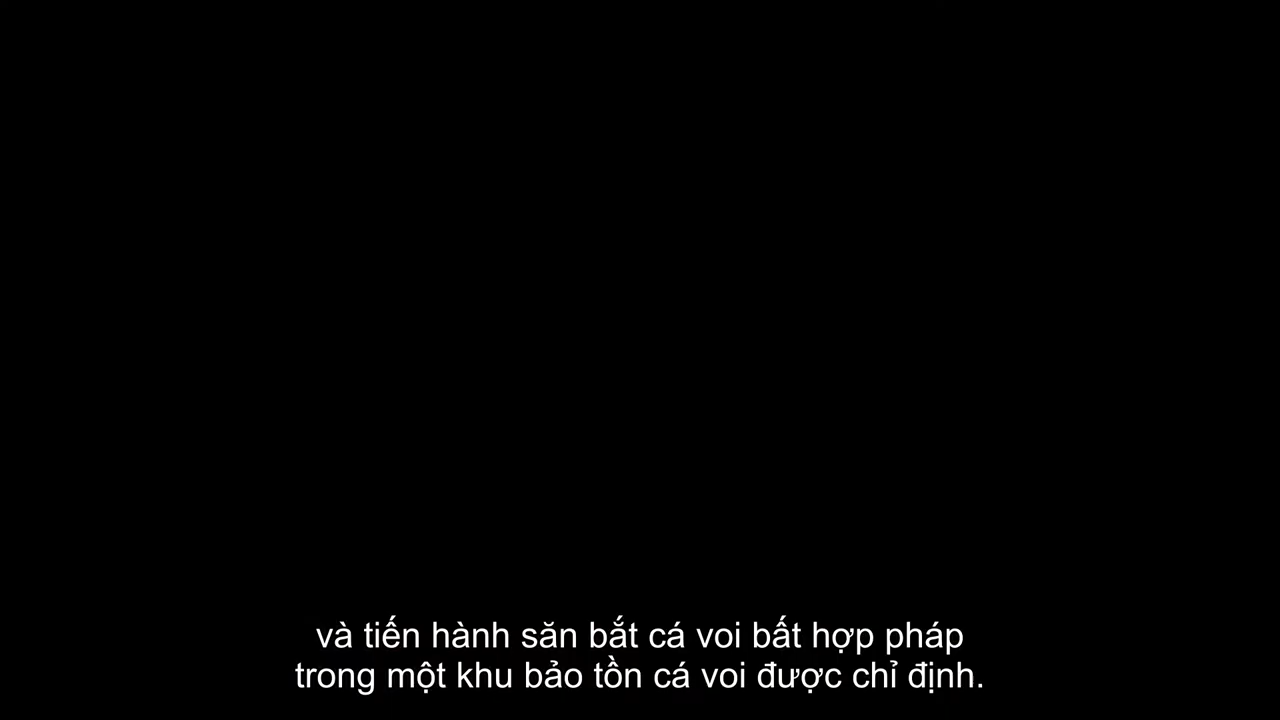 và tiến hành săn bắt cá voi bất hợp pháp
trong một khu bảo tồn cá voi được chỉ định.